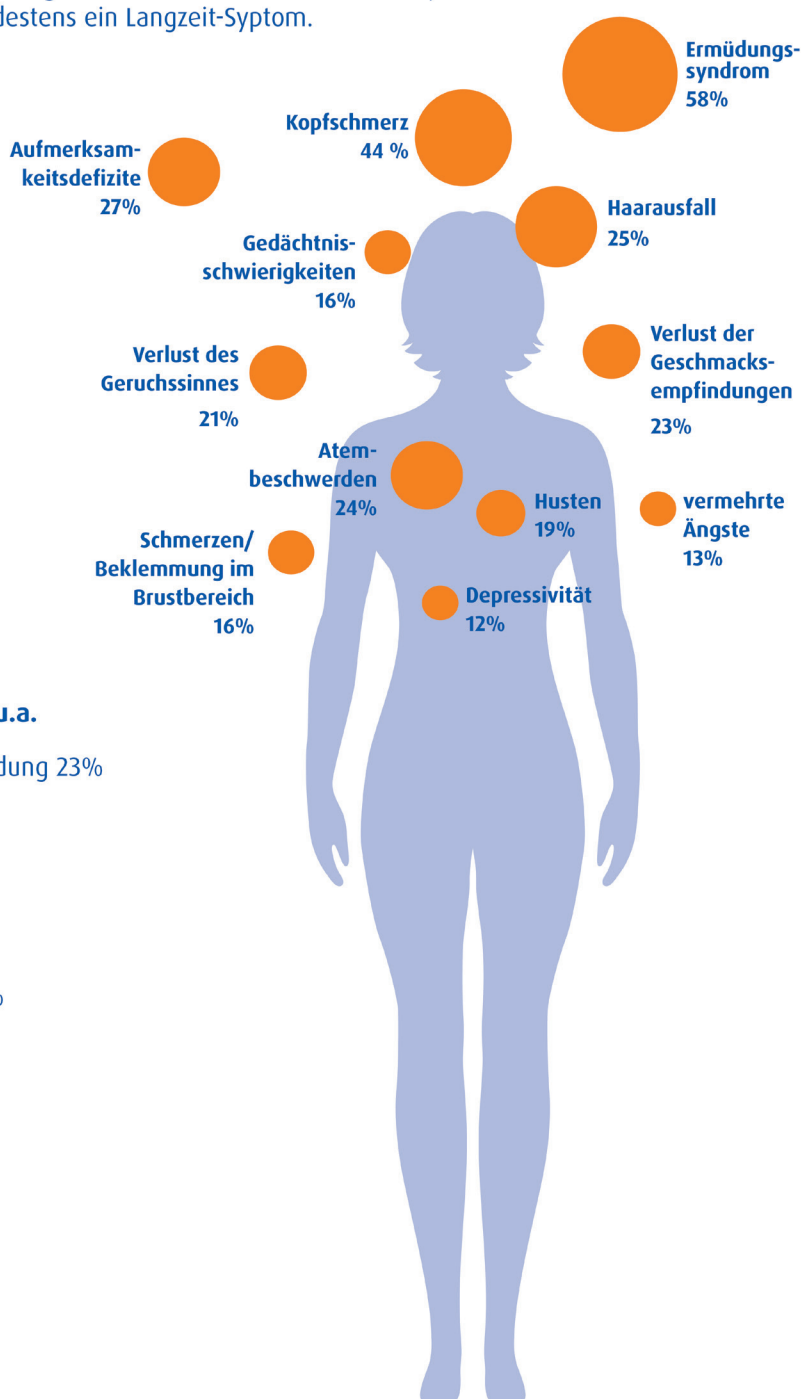 destens ein Langzeit-Syptom.
Ermüdungs-
syndrom
58%
Kopfschmerz
44 %
Aufmerksam-
keitsdefizite
27%
Haarausfall
25%
Gedächtnis-
schwierigkeiten
16%
Verlust der
Geschmacks-
empfindungen
23%
Verlust des
Geruchssinnes
21%
Atem-
beschwerden
24%
Husten
19%
vermehrte
Ängste
13%
Schmerzen/
Beklemmung im
Brustbereich
16%
Depressivität
12%
u.a.
dung 23%